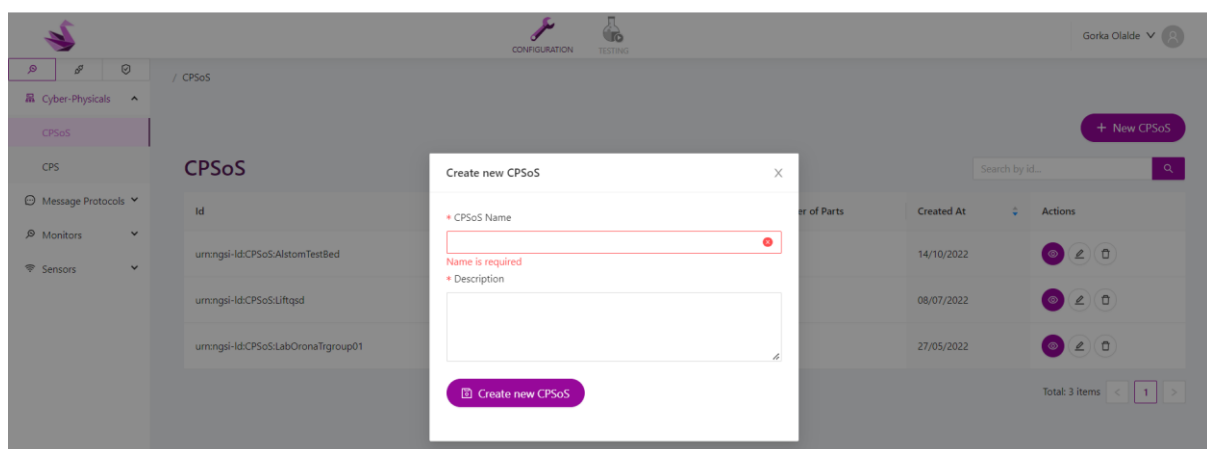 CONFIGURATION
TESTING
Gorka Olalde
/ CPSoS
Cyber-Physicals
CPSoS
CPS
Message Protocols
Monitors
Sensors
+ New CPSoS
CPSoS
Search by id...
Id
er of Parts
Created At
Actions
urn:ngsi-ld:CPSoS:AlstomTestBed
14/10/2022
urn:ngsi-ld:CPSoS:Liftqsd
08/07/2022
urn:ngsi-ld:CPSoS:LabOronaTrgroup01
27/05/2022
Total: 3 items < 1 >
Create new CPSoS
* CPSoS Name
Name is required
* Description
Create new CPSoS